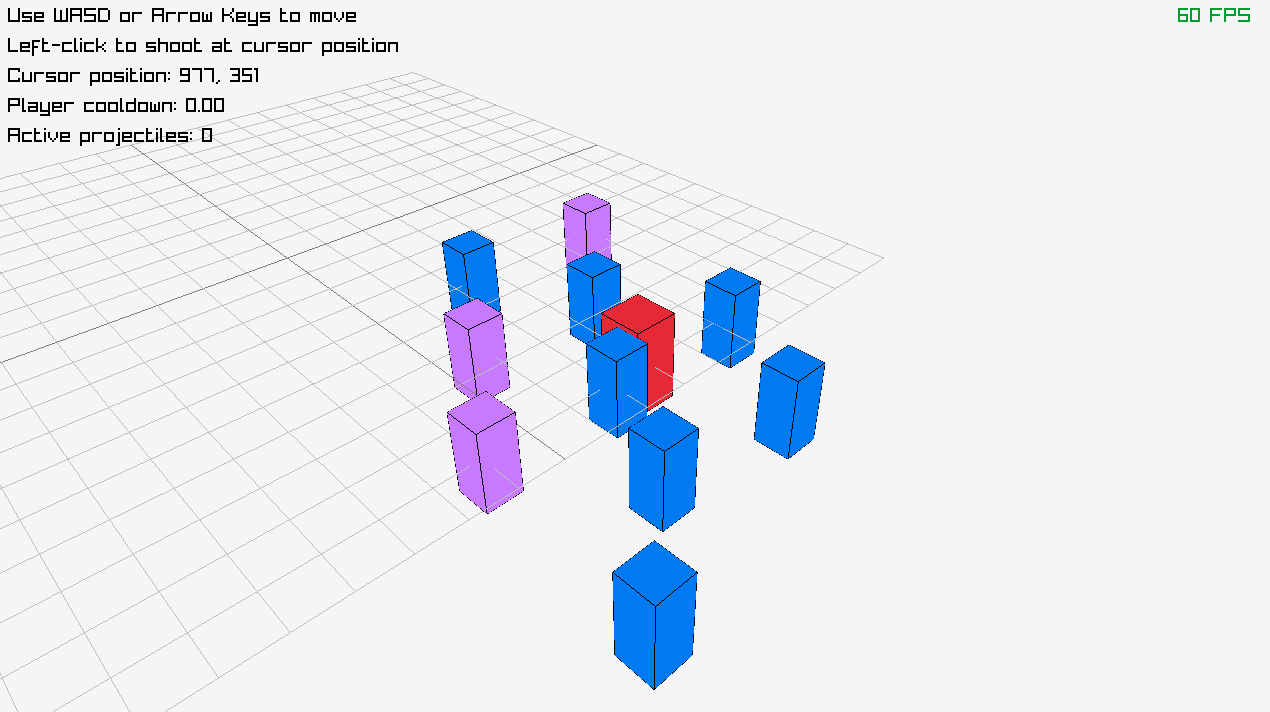 Use WASD or Arrow Keys to move
60 FPS
Left-click to shoot at cursor position
Cursor position: 977, 351
Player cooldown: 0.00
Active projectiles: 0